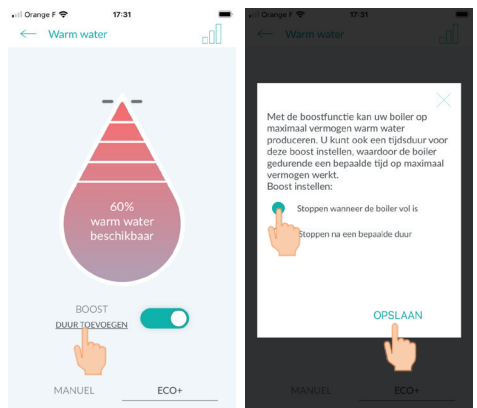 Orange F 17:31
Warm water
60%
warm water
beschikbaar
BOOST
DUUR TOEVOEGEN
MANUEL ECO+
Orange F 17:31
Warm water
Met de boostfunctie kan uw boiler op
maximaal vermogen warm water
produceren. U kunt ook een tijdsduur voor
deze boost instellen, waardoor de boiler
gedurende een bepaalde tijd op maximaal
vermogen werkt.
Boost instellen:
Stoppen wanneer de boiler vol is
Stoppen na een bepaalde duur
OPSLAAN
MANUEL ECO+